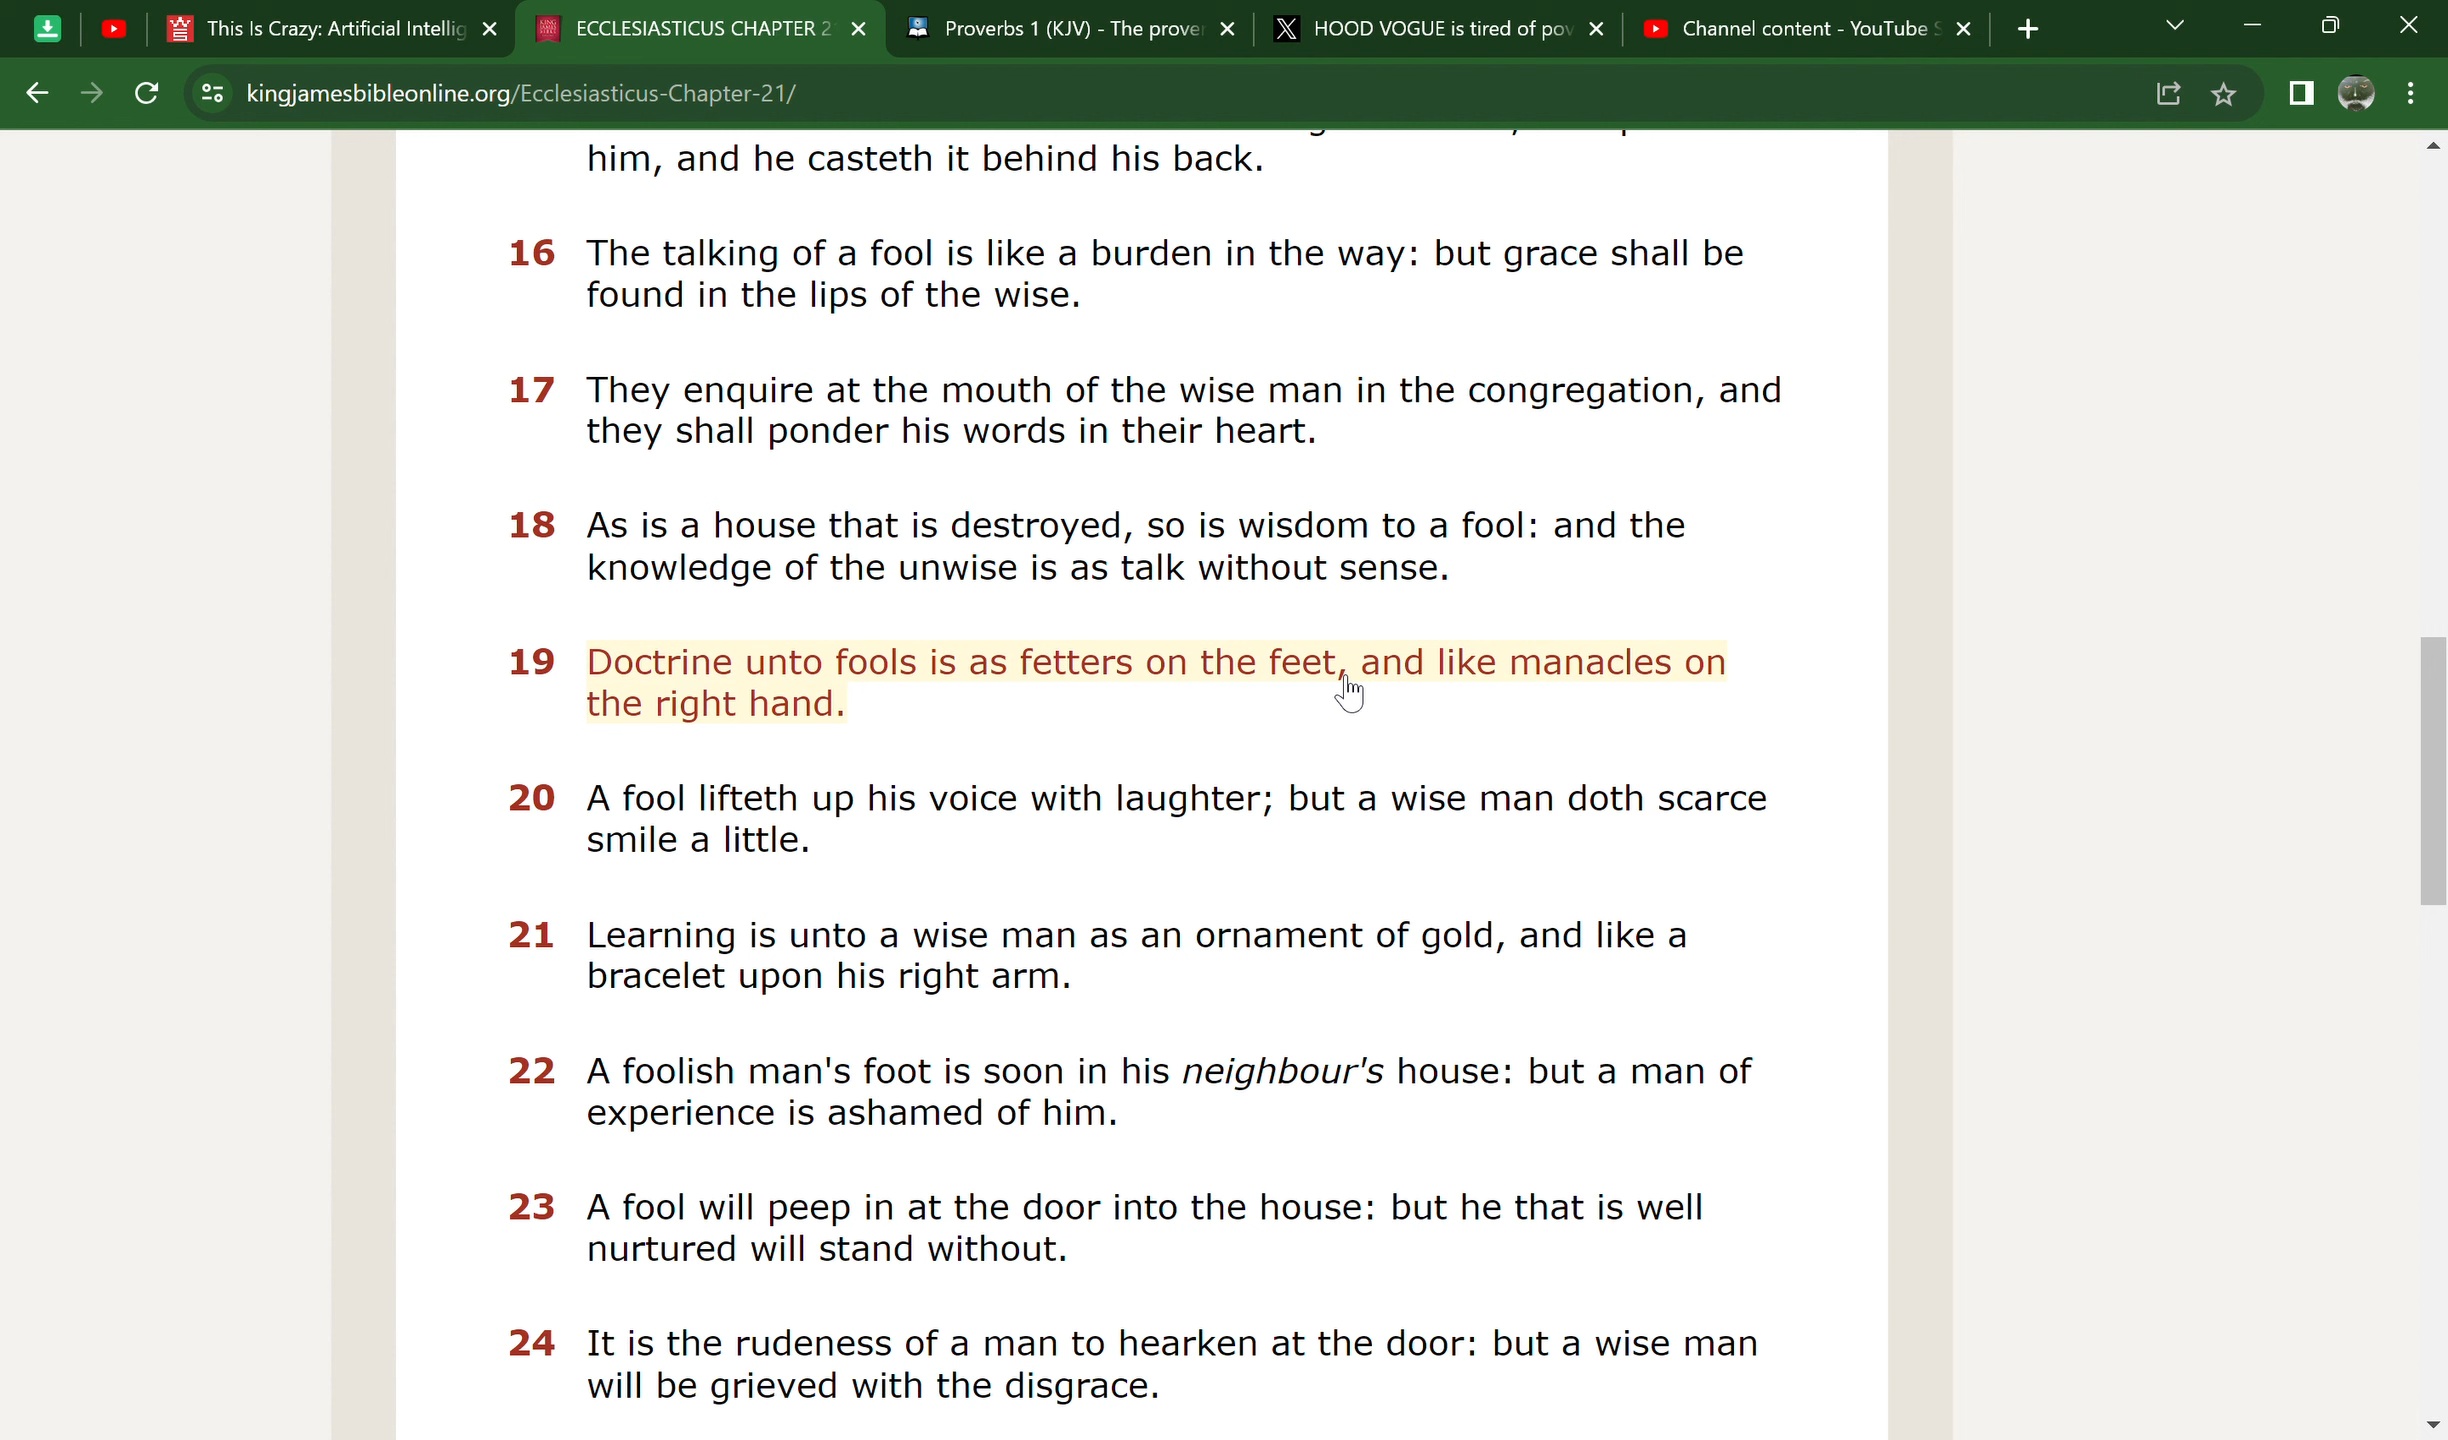 This Is Crazy: Artificial Intellig
ECCLESIASTICUS CHAPTER 2
Proverbs 1 (KJV) - The prover
HOOD VOGUE is tired of pov
Channel content - YouTube S
kingjamesbibleonline.org/Ecclesiasticus-Chapter-21/
him, and he casteth it behind his back.
16 The talking of a fool is like a burden in the way: but grace shall be
found in the lips of the wise.
17 They enquire at the mouth of the wise man in the congregation, and
they shall ponder his words in their heart.
18 As is a house that is destroyed, so is wisdom to a fool: and the
knowledge of the unwise is as talk without sense.
19 Doctrine unto fools is as fetters on the feet, and like manacles on
the right hand.
20 A fool lifteth up his voice with laughter; but a wise man doth scarce
smile a little.
21 Learning is unto a wise man as an ornament of gold, and like a
bracelet upon his right arm.
22 A foolish man's foot is soon in his neighbour's house: but a man of
experience is ashamed of him.
23 A fool will peep in at the door into the house: but he that is well
nurtured will stand without.
24 It is the rudeness of a man to hearken at the door: but a wise man
will be grieved with the disgrace.